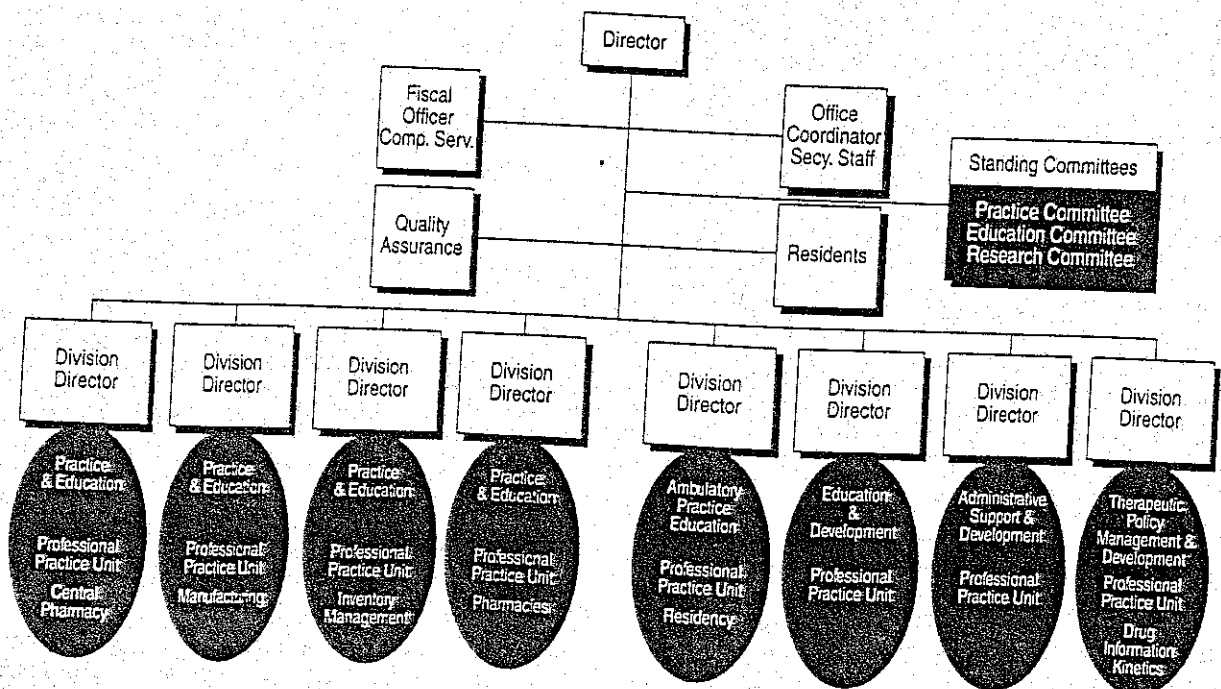 Director
Fiscal
Officer
Comp. Serv.
Office
Coordinator
Secy. Staff
Standing Committees
Practice Committee
Education Committee
Research Committee
Quality
Assurance
Residents
Division
Director
Division
Director
Division
Director
Division
Director
Division
Director
Division
Director
Division
Director
Division
Director
Practice
& Education
Professional
Practice Unit
Central
Pharmacy
Practice
& Education
Professional
Practice Unit
Manufacturing
Practice
& Education
Professional
Practice Unit
Inventory
Management
Practice
& Education
Professional
Practice Unit
Pharmacies
Ambulatory
Practice
Education
Professional
Practice Unit
Residency
Education
&
Development
Professional
Practice Unit
Administrative
Support &
Development
Professional
Practice Unit
Therapeutic
Policy
Management &
Development
Professional
Practice Unit
Drug
Information
Kinetics